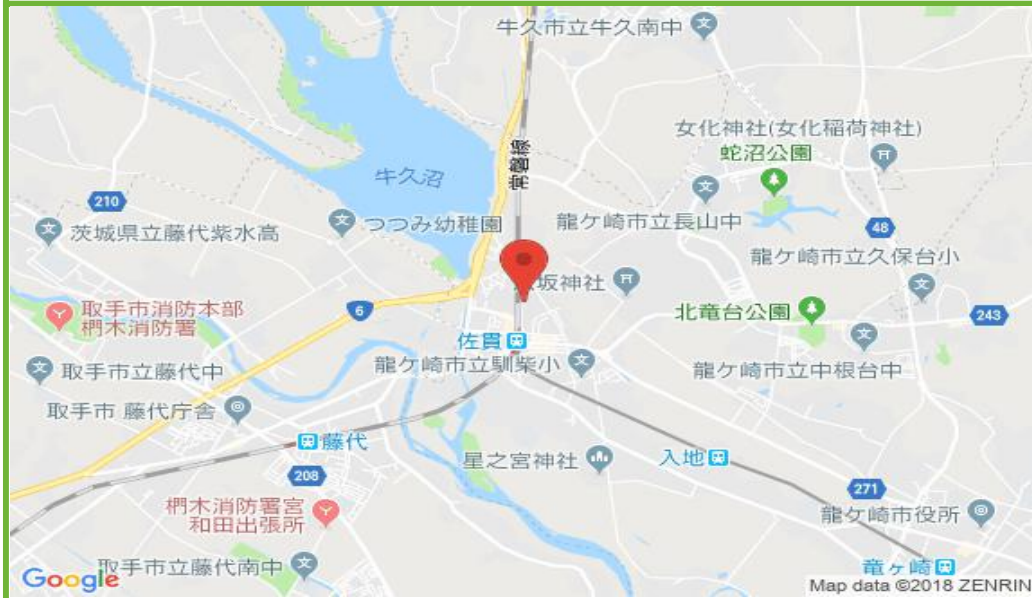 牛久市立牛久南中
常磐線
女化神社(女化稲荷神社)
蛇沼公園
牛久沼
210
つつみ幼稚園
龍ケ崎市立長山中
48
茨城県立藤代紫水高
龍ケ崎市立久保台小
坂神社
取手市消防本部
椚木消防署
6
北竜台公園
243
佐貫
取手市立藤代中
龍ケ崎市立馴柴小
龍ケ崎市立中根台中
取手市 藤代庁舎
藤代
星之宮神社
入地
208
271
椚木消防署宮
和田出張所
龍ケ崎市役所
取手市立藤代南中
竜ヶ崎
Google
Map data ©2018 ZENRIN